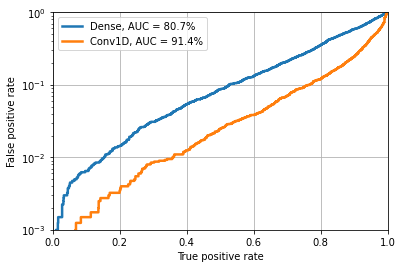 10⁰
10⁻¹
10⁻²
10⁻³
False positive rate
Dense, AUC = 80.7%
Conv1D, AUC = 91.4%
0.0 0.2 0.4 0.6 0.8 1.0
True positive rate